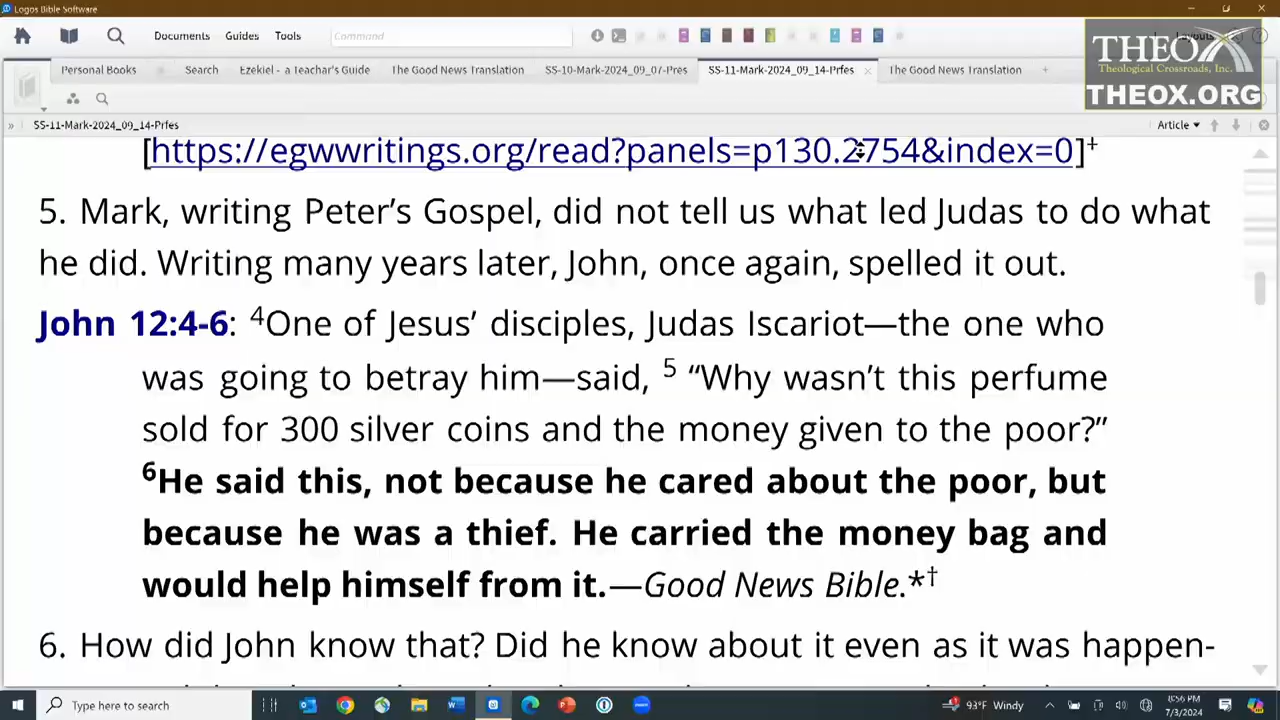 Logos Bible Software
Documents Guides Tools Command Layouts
THEOX
Theological Crossroads, Inc.
THEOX.ORG
Personal Books Search Ezekiel - a Teacher's Guide SS-10-Mark-2024_09_07-Prfes SS-11-Mark-2024_09_14-Prfes The Good News Translation
SS-11-Mark-2024_09_14-Prfes Article
[https://egwwritings.org/read?panels=p130.2754&index=0]†
5. Mark, writing Peter’s Gospel, did not tell us what led Judas to do what
he did. Writing many years later, John, once again, spelled it out.
John 12:4-6: 4One of Jesus’ disciples, Judas Iscariot—the one who
was going to betray him—said, 5 “Why wasn’t this perfume
sold for 300 silver coins and the money given to the poor?”
6He said this, not because he cared about the poor, but
because he was a thief. He carried the money bag and
would help himself from it.—Good News Bible.*†
6. How did John know that? Did he know about it even as it was happen-
Type here to search 93°F Windy 8:56 PM
7/3/2024